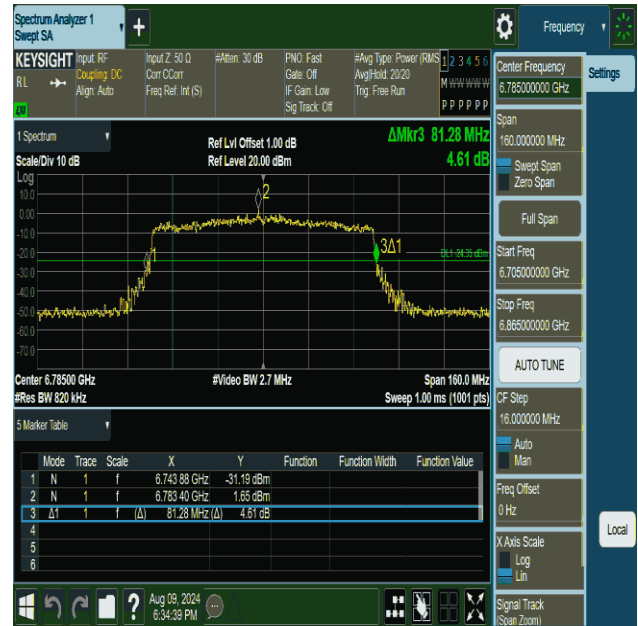 Spectrum Analyzer 1
Swept SA
+
Frequency
KEYSIGHT
RL
Input: RF
Coupling: DC
Align: Auto
Input Z: 50 Ω
Corr CCorr
Freq Ref: Int (S)
#Atten: 30 dB
PNO: Fast
Gate: Off
IF Gain: Low
Sig Track: Off
#Avg Type: Power (RMS
Avg|Hold: 20/20
Trig: Free Run
1 2 3 4 5 6
M W W W W W
P P P P P P
Settings
Center Frequency
6.785000000 GHz
Span
160.000000 MHz
Swept Span
Zero Span
Full Span
Start Freq
6.705000000 GHz
Stop Freq
6.865000000 GHz
AUTO TUNE
CF Step
16.000000 MHz
Auto
Man
Freq Offset
0 Hz
X Axis Scale
Log
Lin
Signal Track
(Span Zoom)
Local
1 Spectrum
Scale/Div 10 dB
Ref Lvl Offset 1.00 dB
Ref Level 20.00 dBm
ΔMkr3 81.28 MHz
4.61 dB
Log
10.0
0.00
-10.0
-20.0
-30.0
-40.0
-50.0
-60.0
-70.0
2
1
3Δ1
DL1 -24.35 dBm
Center 6.78500 GHz
#Video BW 2.7 MHz
Span 160.0 MHz
#Res BW 820 kHz
Sweep 1.00 ms (1001 pts)
5 Marker Table
Mode Trace Scale X Y Function Function Width Function Value
1 N 1 f 6.743 88 GHz -31.19 dBm
2 N 1 f 6.783 40 GHz 1.65 dBm
3 Δ1 1 f (Δ) 81.28 MHz (Δ) 4.61 dB
4
5
6
?
Aug 09, 2024
6:34:39 PM